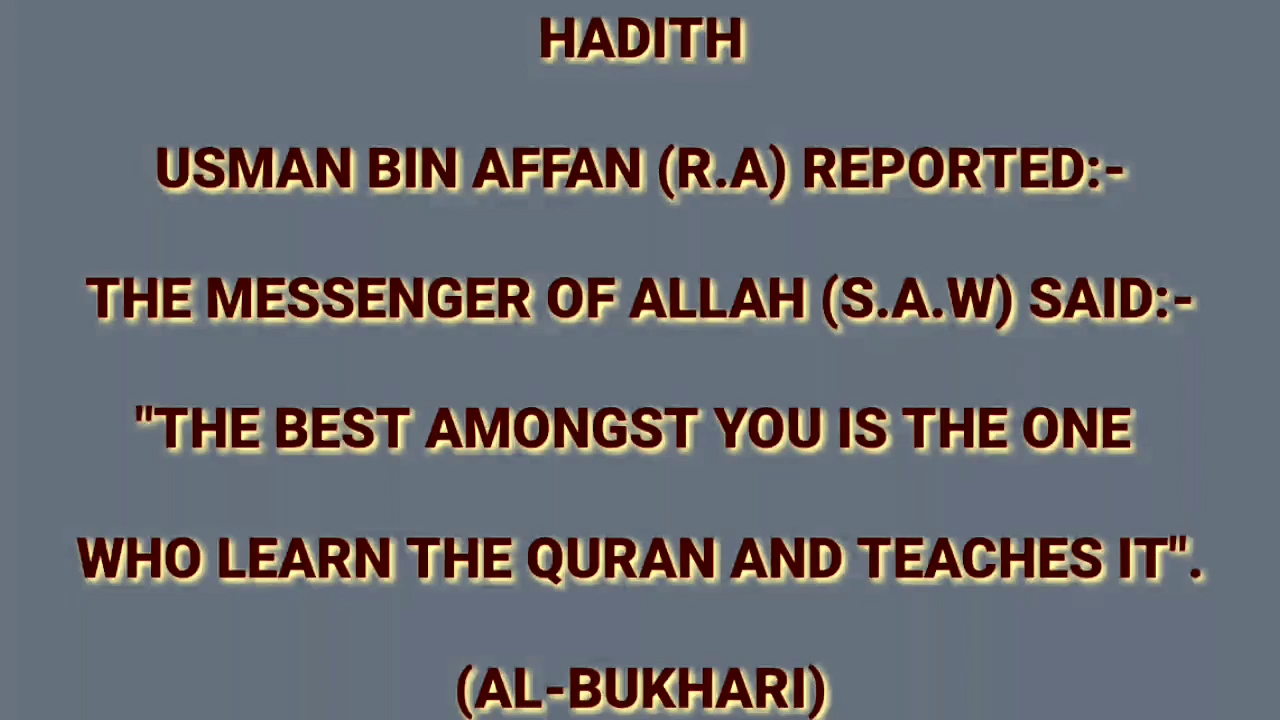 HADITH
USMAN BIN AFFAN (R.A) REPORTED:-
THE MESSENGER OF ALLAH (S.A.W) SAID:-
"THE BEST AMONGST YOU IS THE ONE
WHO LEARN THE QURAN AND TEACHES IT".
(AL-BUKHARI)